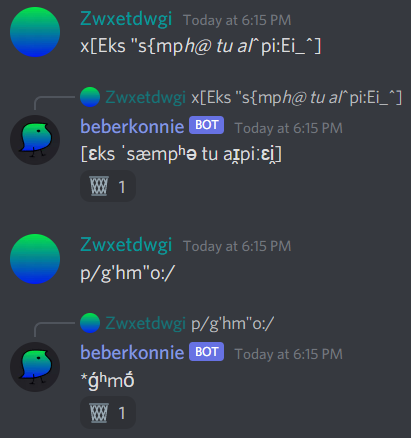 Zwxetdwgi Today at 6:15 PM
x[Eks "s{mph@ tu al^pi:Ei_^]
Zwxetdwgi x[Eks "s{mph@ tu al^pi:Ei_^]
beberkonnie BOT Today at 6:15 PM
[ɛks ˈsæmpʰə tu aɪ̯piːɛi̯]
1
Zwxetdwgi Today at 6:15 PM
p/g'hm"o:/
Zwxetdwgi p/g'hm"o:/
beberkonnie BOT Today at 6:15 PM
*ǵʰmṓ
1